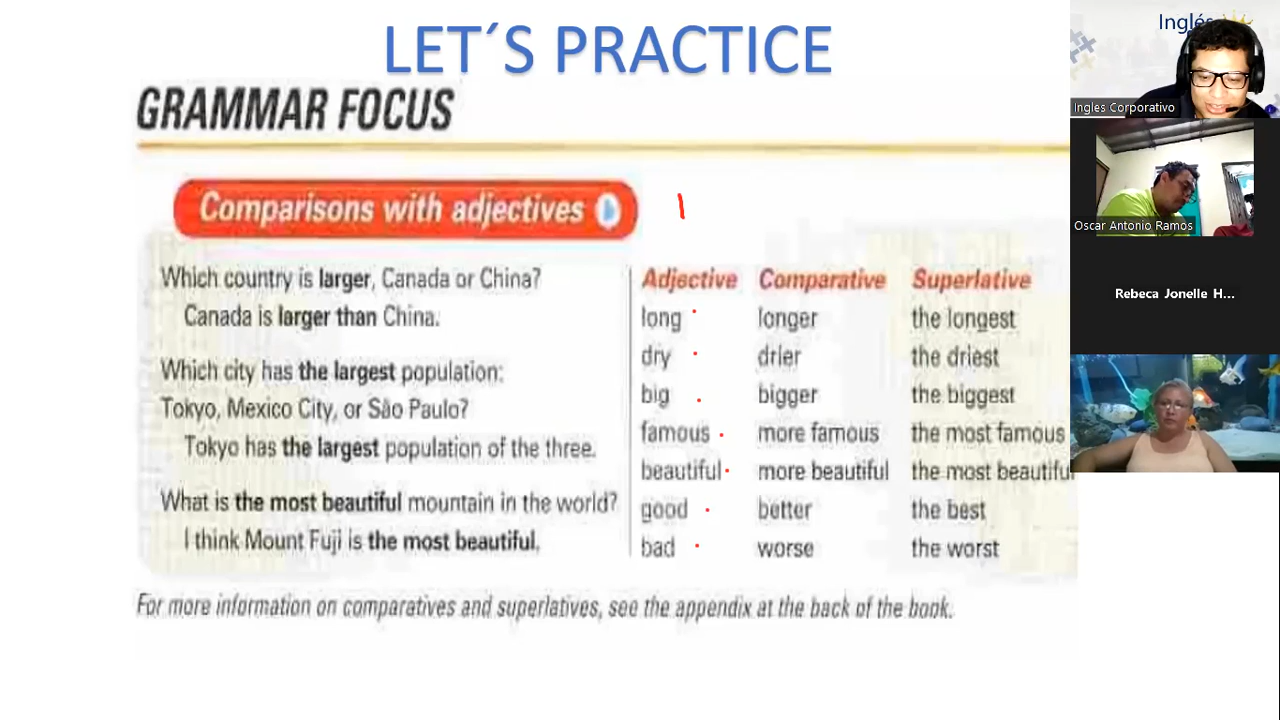 LET´S PRACTICE
GRAMMAR FOCUS
Comparisons with adjectives
Which country is larger, Canada or China?
Canada is larger than China.
Which city has the largest population:
Tokyo, Mexico City, or São Paulo?
Tokyo has the largest population of the three.
What is the most beautiful mountain in the world?
I think Mount Fuji is the most beautiful.
Adjective Comparative Superlative
long longer the longest
dry drier the driest
big bigger the biggest
famous more famous the most famous
beautiful more beautiful the most beautiful
good better the best
bad worse the worst
For more information on comparatives and superlatives, see the appendix at the back of the book.
Inglés
Ingles Corporativo
Oscar Antonio Ramos
Rebeca Jonelle H...